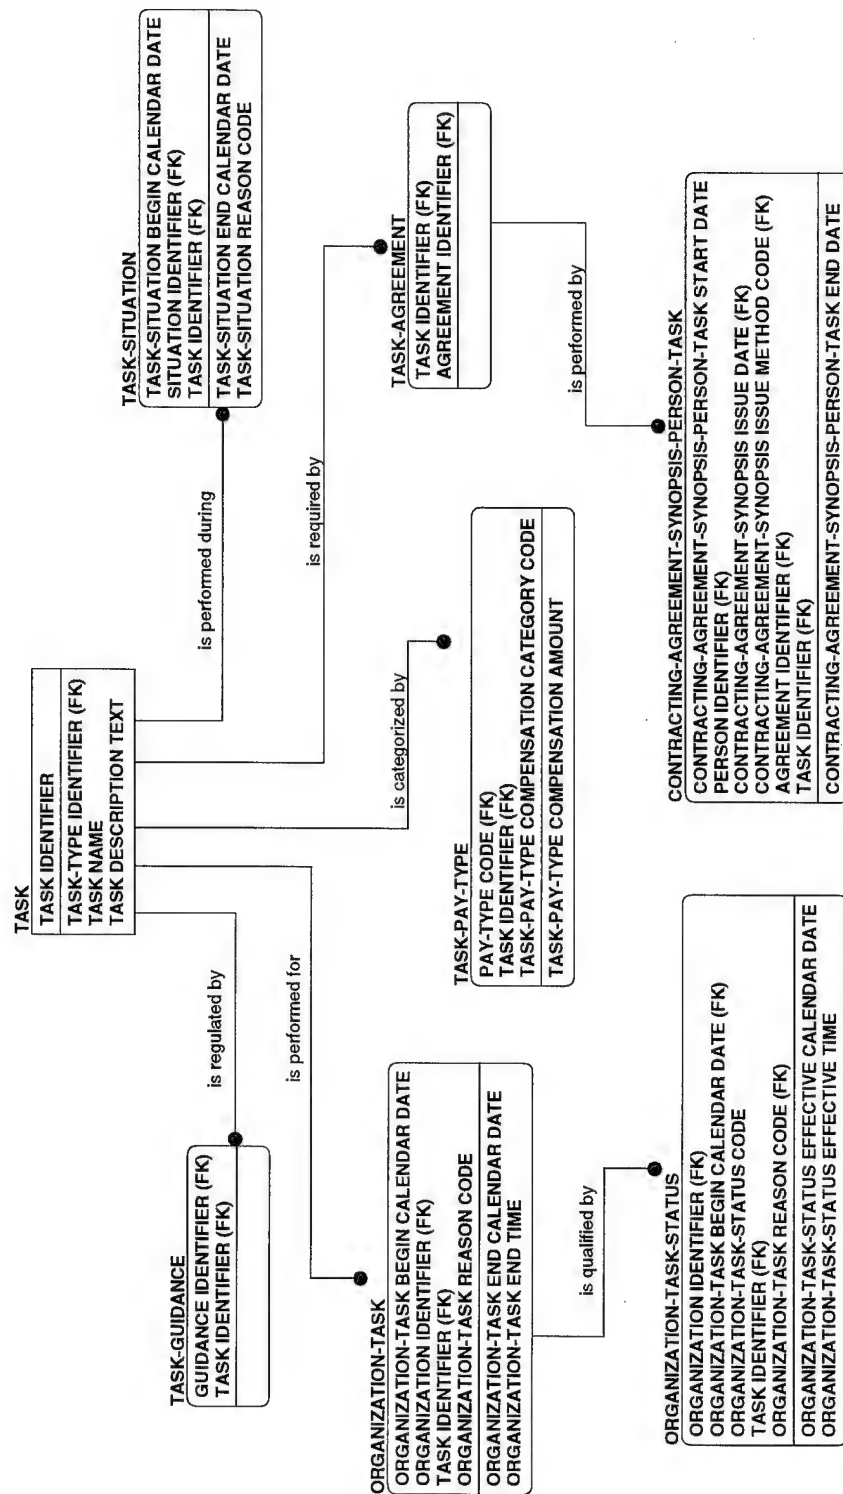 TASK
TASK IDENTIFIER
TASK-TYPE IDENTIFIER (FK)
TASK NAME
TASK DESCRIPTION TEXT
is regulated by
is performed for
is categorized by
is required by
is performed during
TASK-GUIDANCE
GUIDANCE IDENTIFIER (FK)
TASK IDENTIFIER (FK)
TASK-SITUATION
TASK-SITUATION BEGIN CALENDAR DATE
SITUATION IDENTIFIER (FK)
TASK IDENTIFIER (FK)
TASK-SITUATION END CALENDAR DATE
TASK-SITUATION REASON CODE
ORGANIZATION-TASK
ORGANIZATION-TASK BEGIN CALENDAR DATE
ORGANIZATION IDENTIFIER (FK)
TASK IDENTIFIER (FK)
ORGANIZATION-TASK REASON CODE
ORGANIZATION-TASK END CALENDAR DATE
ORGANIZATION-TASK END TIME
TASK-PAY-TYPE
PAY-TYPE CODE (FK)
TASK IDENTIFIER (FK)
TASK-PAY-TYPE COMPENSATION CATEGORY CODE
TASK-PAY-TYPE COMPENSATION AMOUNT
TASK-AGREEMENT
TASK IDENTIFIER (FK)
AGREEMENT IDENTIFIER (FK)
is qualified by
is performed by
ORGANIZATION-TASK-STATUS
ORGANIZATION IDENTIFIER (FK)
ORGANIZATION-TASK BEGIN CALENDAR DATE (FK)
ORGANIZATION-TASK-STATUS CODE
TASK IDENTIFIER (FK)
ORGANIZATION-TASK REASON CODE (FK)
ORGANIZATION-TASK-STATUS EFFECTIVE CALENDAR DATE
ORGANIZATION-TASK-STATUS EFFECTIVE TIME
CONTRACTING-AGREEMENT-SYNOPSIS-PERSON-TASK
CONTRACTING-AGREEMENT-SYNOPSIS-PERSON-TASK START DATE
PERSON IDENTIFIER (FK)
CONTRACTING-AGREEMENT-SYNOPSIS ISSUE DATE (FK)
CONTRACTING-AGREEMENT-SYNOPSIS ISSUE METHOD CODE (FK)
AGREEMENT IDENTIFIER (FK)
TASK IDENTIFIER (FK)
CONTRACTING-AGREEMENT-SYNOPSIS-PERSON-TASK END DATE